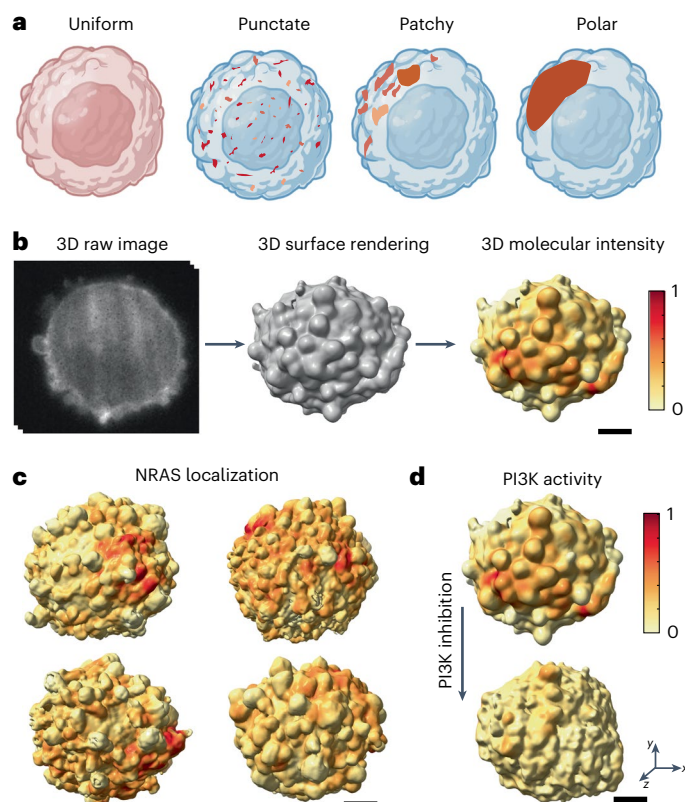 a
Uniform
Punctate
Patchy
Polar
b
3D raw image
3D surface rendering
3D molecular intensity
1
0
c
NRAS localization
d
PI3K activity
1
0
PI3K inhibition
y
x
z